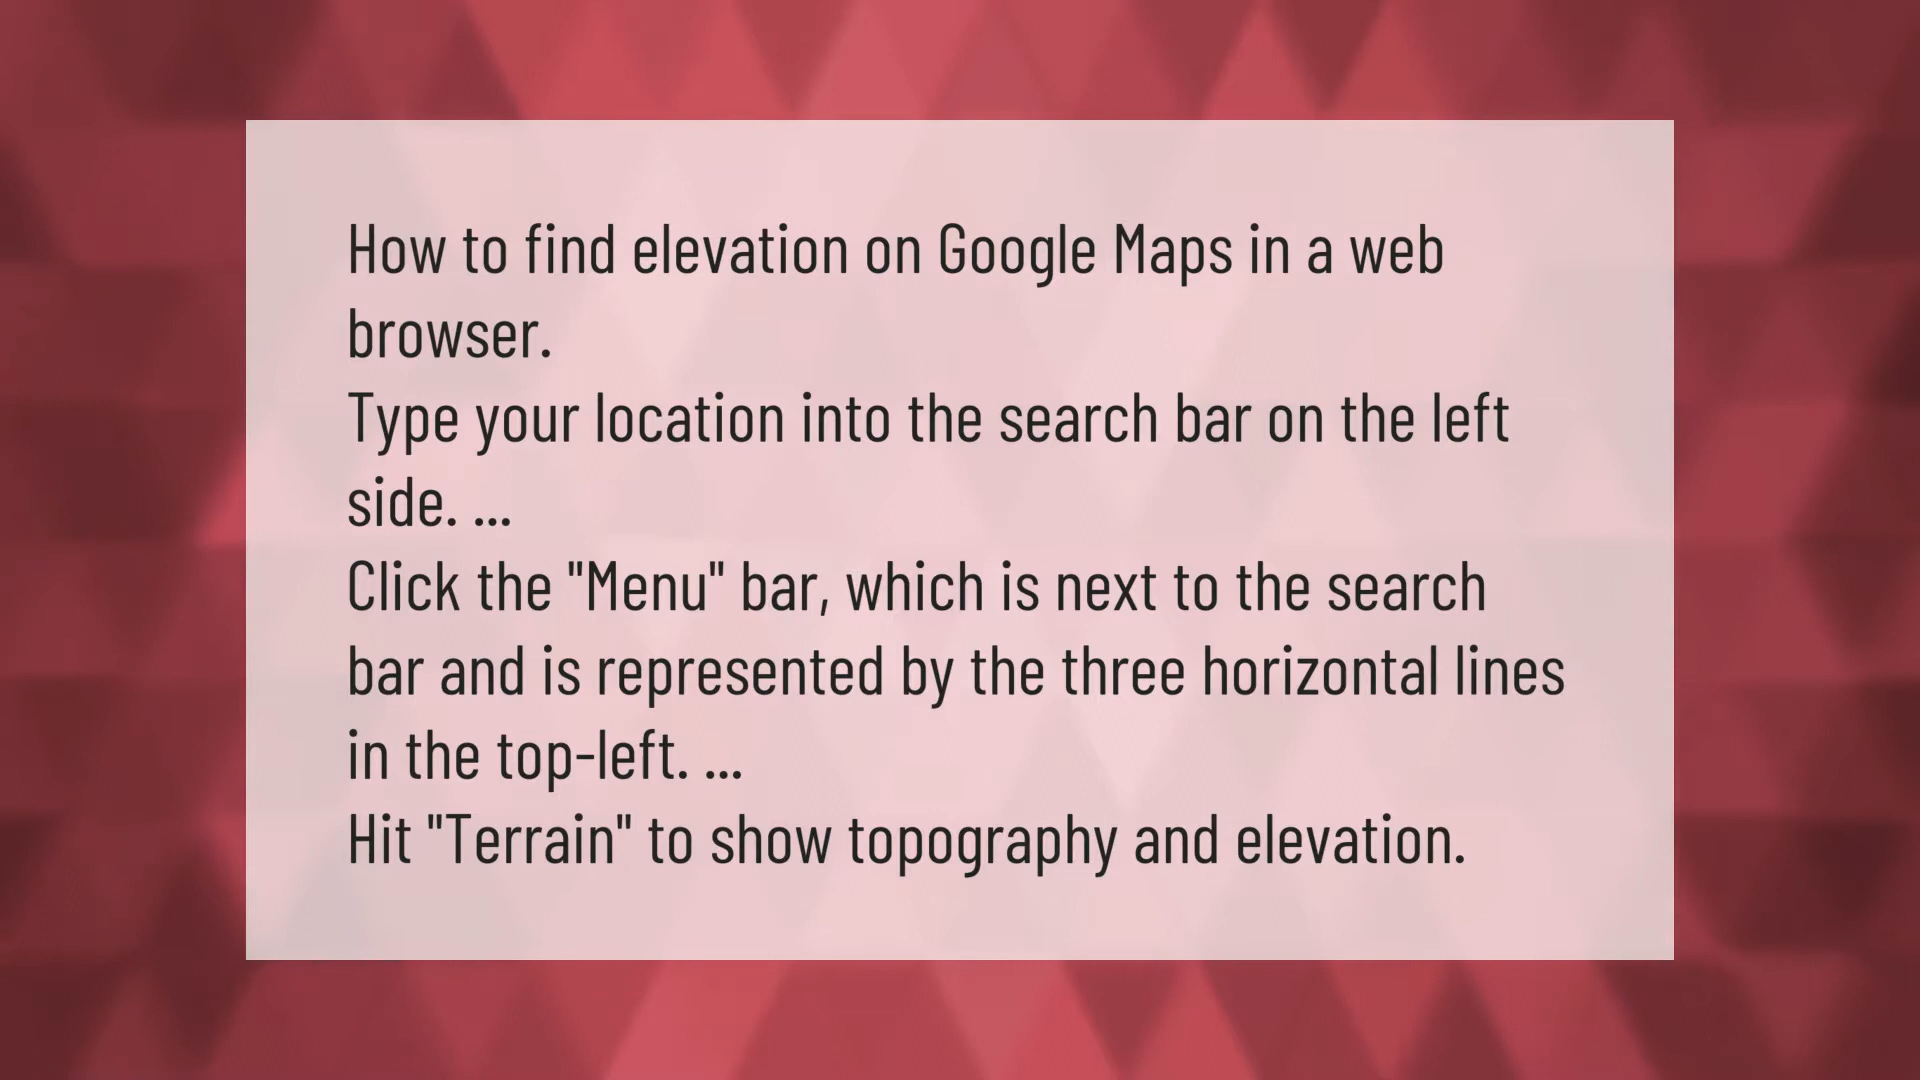 How to find elevation on Google Maps in a web
browser.
Type your location into the search bar on the left
side. ...
Click the "Menu" bar, which is next to the search
bar and is represented by the three horizontal lines
in the top-left. ...
Hit "Terrain" to show topography and elevation.